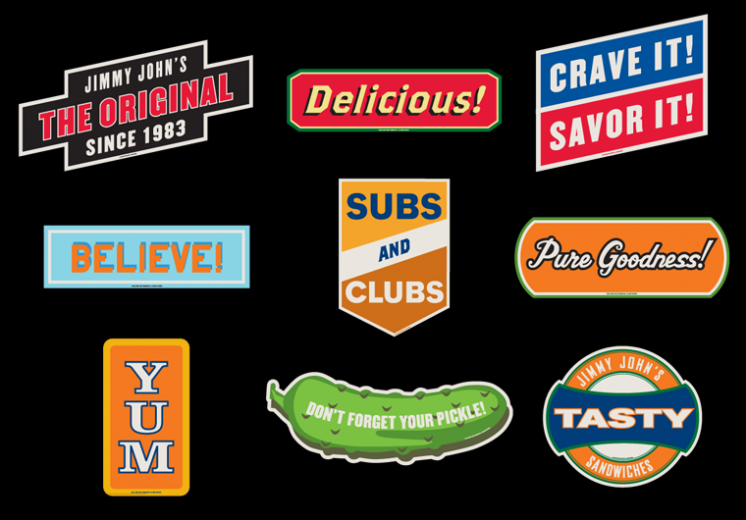 JIMMY JOHN'S
THE ORIGINAL
SINCE 1983
Delicious!
CRAVE IT!
SAVOR IT!
BELIEVE!
SUBS
AND
CLUBS
Pure Goodness!
YUM
DON'T FORGET YOUR PICKLE!
JIMMY JOHN'S
TASTY
SANDWICHES